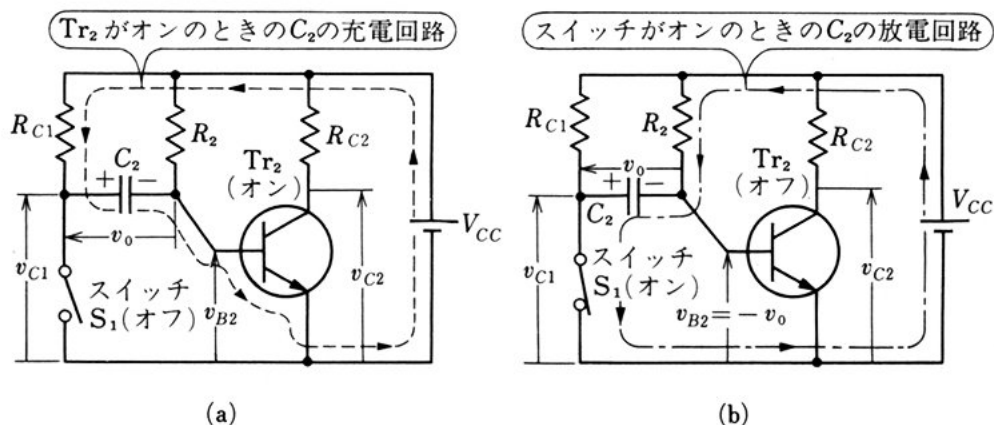 Tr₂がオンのときのC₂の充電回路
R_C1
R₂
R_C2
C₂
+ −
Tr₂
(オン)
v₀
V_CC
v_C1
スイッチ
S₁(オフ)
v_B2
v_C2
(a)
スイッチがオンのときのC₂の放電回路
R_C1
R₂
R_C2
v₀
+ −
Tr₂
(オフ)
C₂
V_CC
v_C1
スイッチ
S₁(オン)
v_B2=−v₀
v_C2
(b)